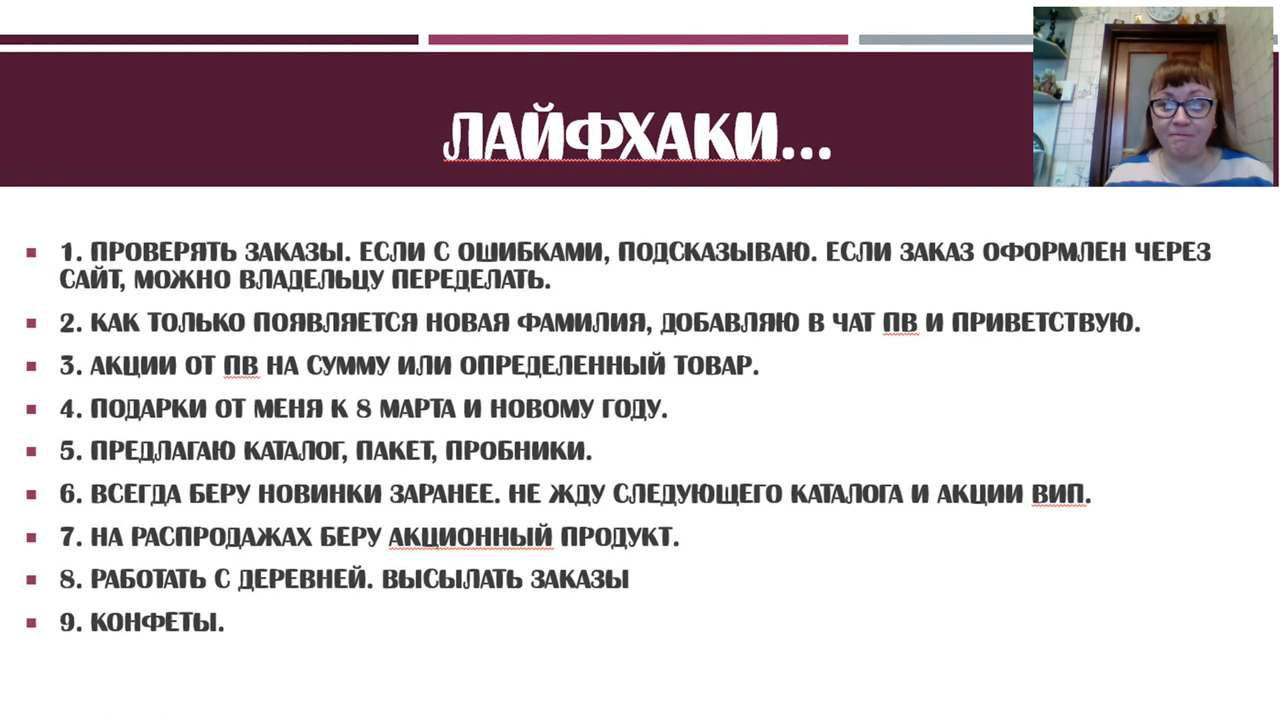 ЛАЙФХАКИ...
1. ПРОВЕРЯТЬ ЗАКАЗЫ. ЕСЛИ С ОШИБКАМИ, ПОДСКАЗЫВАЮ. ЕСЛИ ЗАКАЗ ОФОРМЛЕН ЧЕРЕЗ
САЙТ, МОЖНО ВЛАДЕЛЬЦУ ПЕРЕДЕЛАТЬ.
2. КАК ТОЛЬКО ПОЯВЛЯЕТСЯ НОВАЯ ФАМИЛИЯ, ДОБАВЛЯЮ В ЧАТ ПВ И ПРИВЕТСТВУЮ.
3. АКЦИИ ОТ ПВ НА СУММУ ИЛИ ОПРЕДЕЛЕННЫЙ ТОВАР.
4. ПОДАРКИ ОТ МЕНЯ К 8 МАРТА И НОВОМУ ГОДУ.
5. ПРЕДЛАГАЮ КАТАЛОГ, ПАКЕТ, ПРОБНИКИ.
6. ВСЕГДА БЕРУ НОВИНКИ ЗАРАНЕЕ. НЕ ЖДУ СЛЕДУЮЩЕГО КАТАЛОГА И АКЦИИ ВИП.
7. НА РАСПРОДАЖАХ БЕРУ АКЦИОННЫЙ ПРОДУКТ.
8. РАБОТАТЬ С ДЕРЕВНЕЙ. ВЫСЫЛАТЬ ЗАКАЗЫ
9. КОНФЕТЫ.